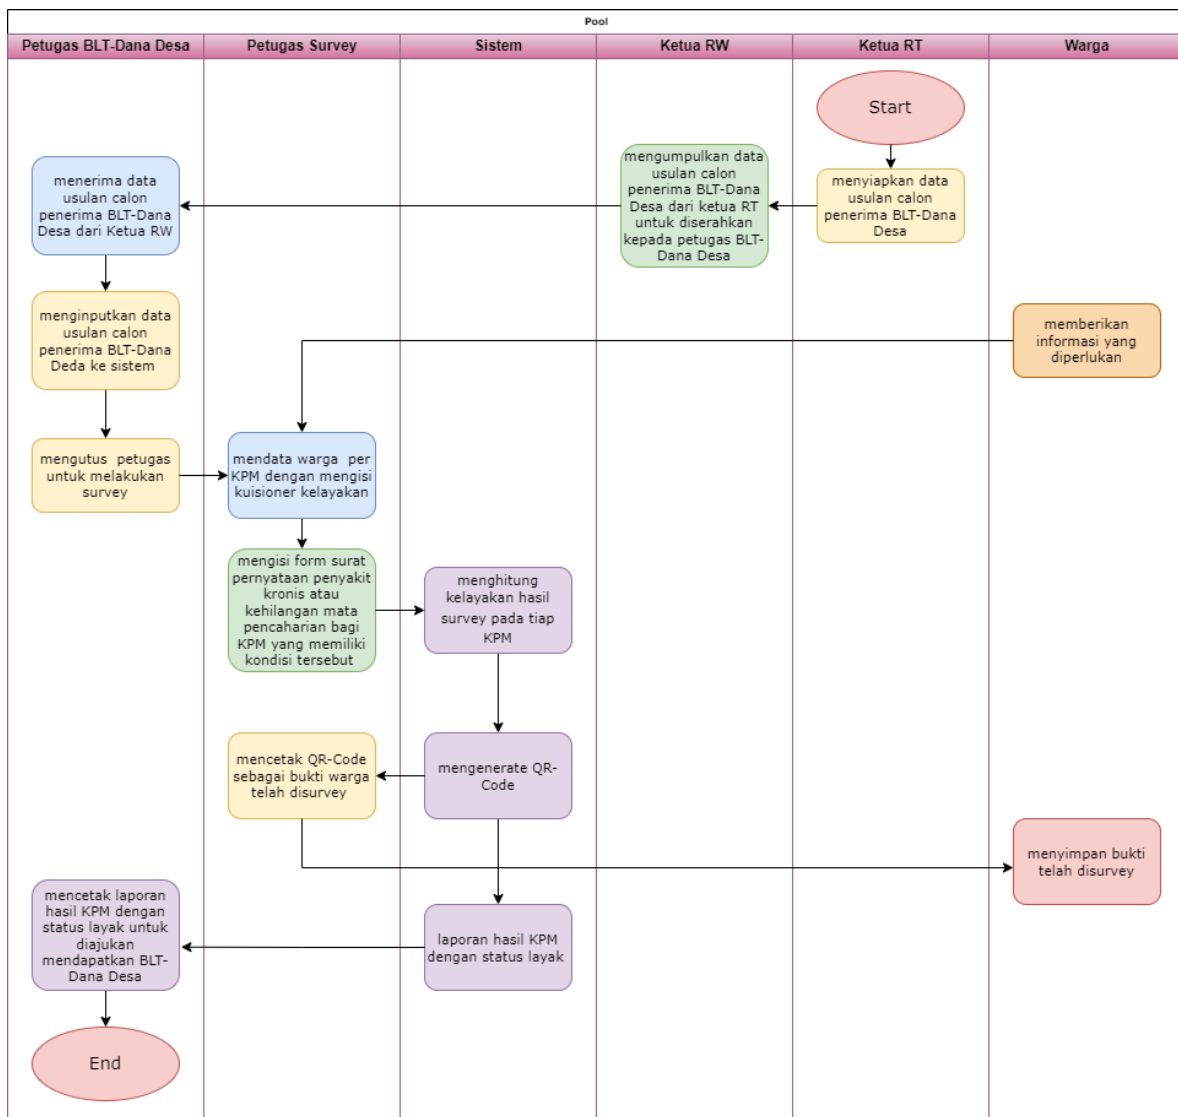 Pool
Petugas BLT-Dana Desa
Petugas Survey
Sistem
Ketua RW
Ketua RT
Warga
Start
menyiapkan data
usulan calon
penerima BLT-Dana
Desa
mengumpulkan data
usulan calon
penerima BLT-Dana
Desa dari ketua RT
untuk diserahkan
kepada petugas BLT-
Dana Desa
menerima data
usulan calon
penerima BLT-Dana
Desa dari Ketua RW
menginputkan data
usulan calon
penerima BLT-Dana
Deda ke sistem
memberikan
informasi yang
diperlukan
mengutus petugas
untuk melakukan
survey
mendata warga per
KPM dengan mengisi
kuisioner kelayakan
mengisi form surat
pernyataan penyakit
kronis atau
kehilangan mata
pencaharian bagi
KPM yang memiliki
kondisi tersebut
menghitung
kelayakan hasil
survey pada tiap
KPM
mengenerate QR-
Code
mencetak QR-Code
sebagai bukti warga
telah disurvey
menyimpan bukti
telah disurvey
laporan hasil KPM
dengan status layak
mencetak laporan
hasil KPM dengan
status layak untuk
diajukan
mendapatkan BLT-
Dana Desa
End